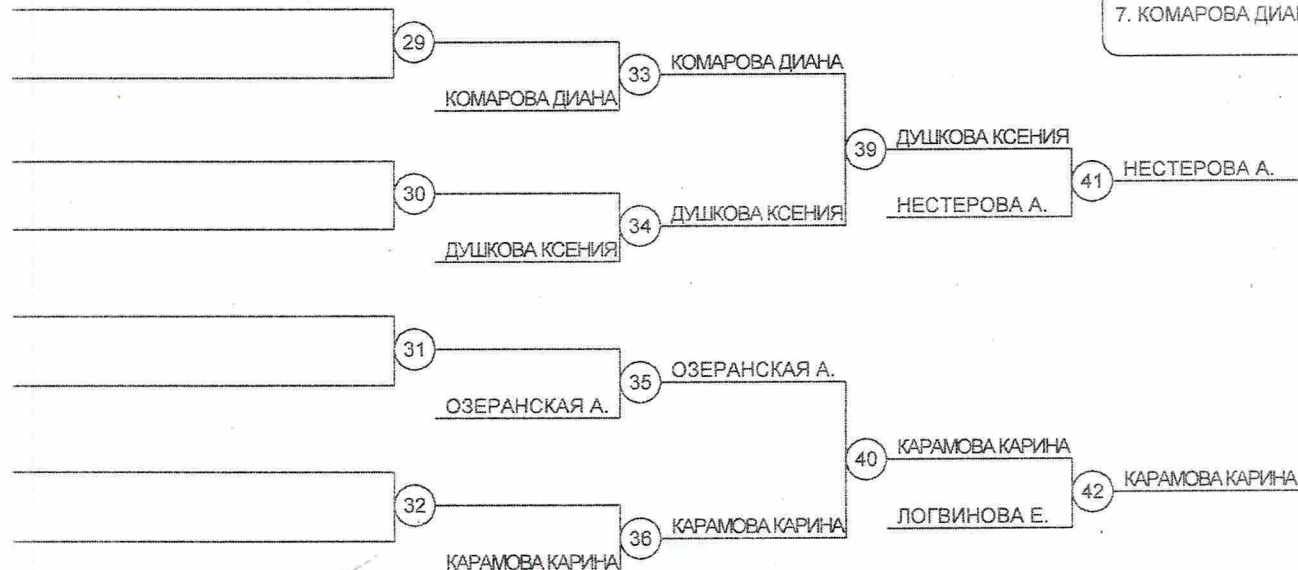 7. КОМАРОВА
29
33 КОМАРОВА ДИАНА
КОМАРОВА ДИАНА
39 ДУШКОВА КСЕНИЯ
41 НЕСТЕРОВА А.
30
34 ДУШКОВА КСЕНИЯ
НЕСТЕРОВА А.
ДУШКОВА КСЕНИЯ
31
35 ОЗЕРАНСКАЯ А.
ОЗЕРАНСКАЯ А.
40 КАРАМОВА КАРИНА
42 КАРАМОВА КАРИНА
32
36 КАРАМОВА КАРИНА
ЛОГВИНОВА Е.
КАРАМОВА КАРИНА